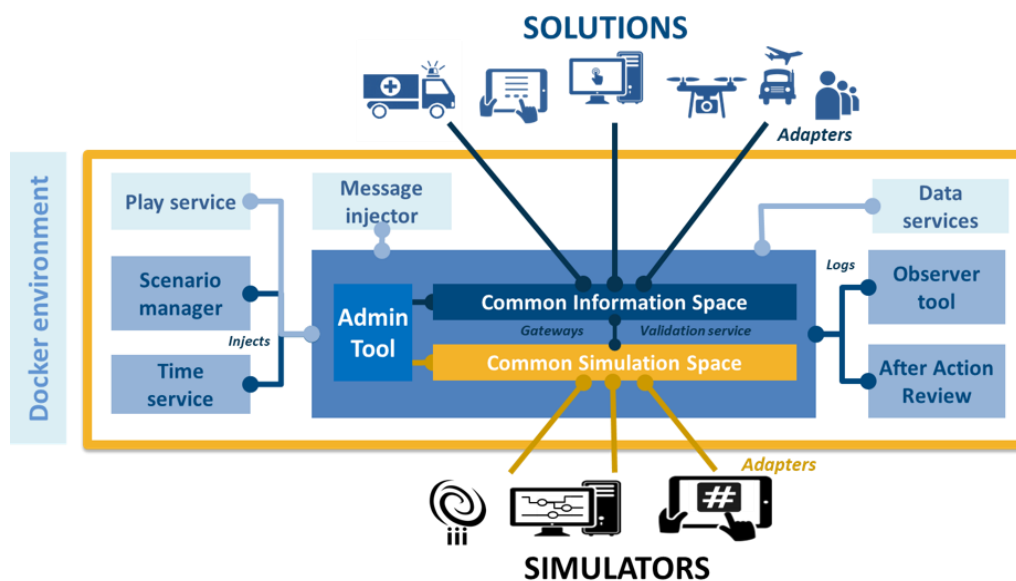 SOLUTIONS
Adapters
Docker environment
Play service
Message
injector
Data
services
Scenario
manager
Injects
Time
service
Admin
Tool
Common Information Space
Gateways
Validation service
Common Simulation Space
Logs
Observer
tool
After Action
Review
Adapters
#
iii
SIMULATORS